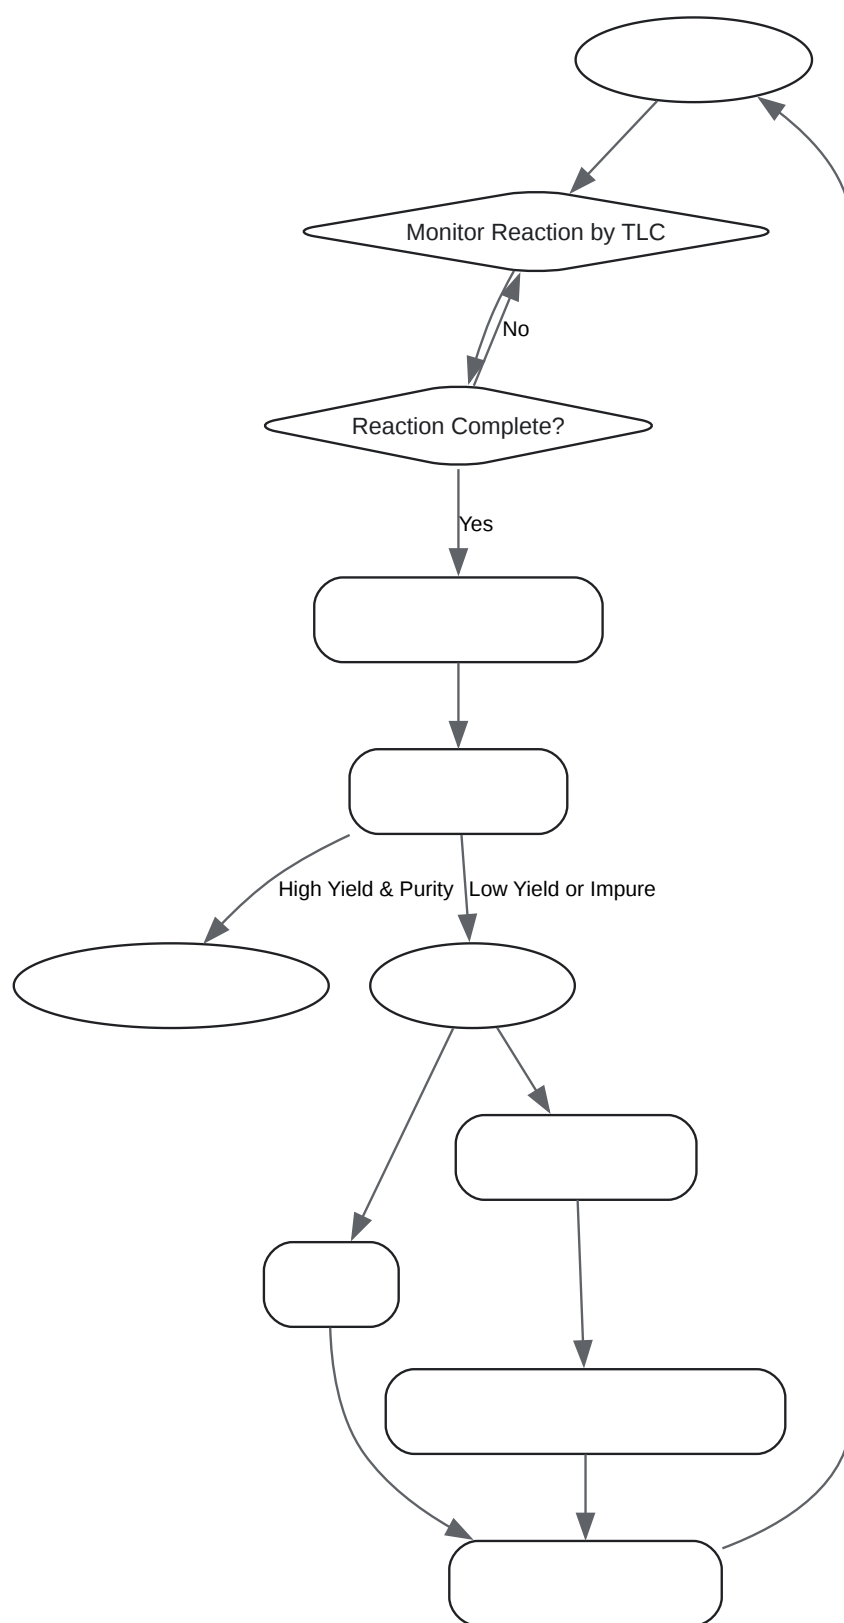 Monitor Reaction by TLC
No
Reaction Complete?
Yes
High Yield & Purity
Low Yield or Impure